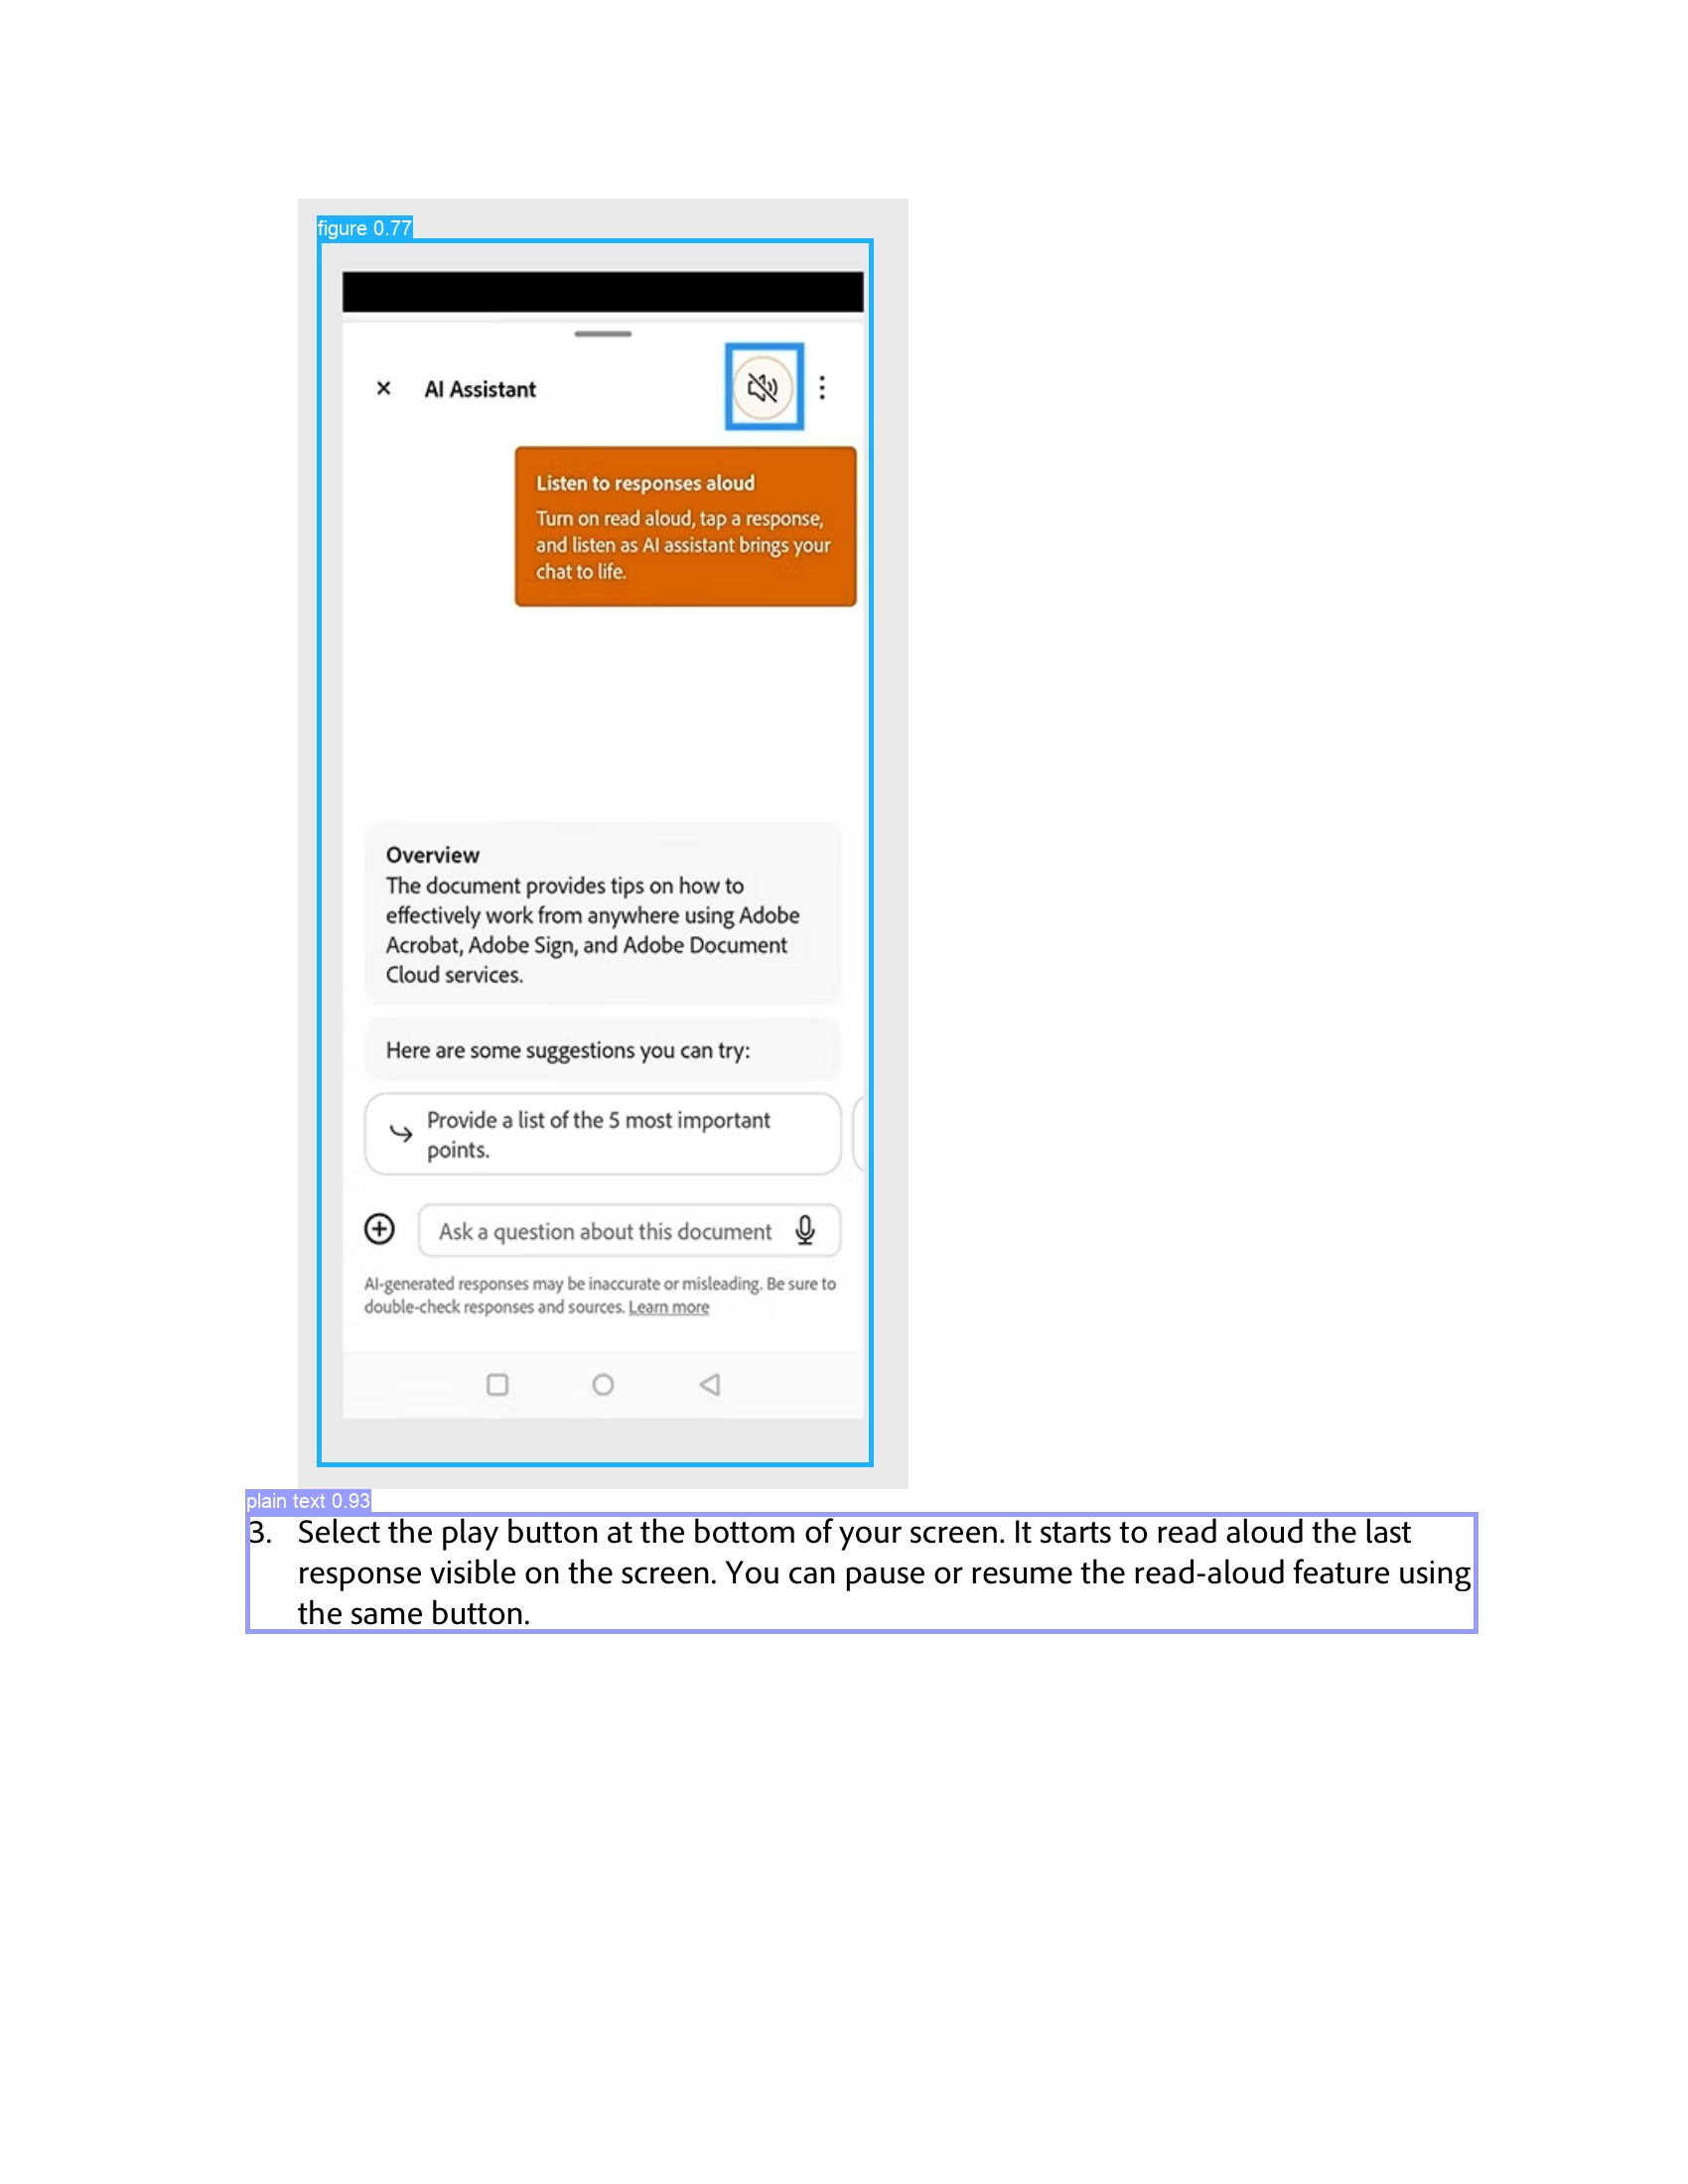 figure 0.77
AI Assistant
Listen to responses aloud
Turn on read aloud, tap a response,
and listen as AI assistant brings your
chat to life.
Overview
The document provides tips on how to
effectively work from anywhere using Adobe
Acrobat, Adobe Sign, and Adobe Document
Cloud services.
Here are some suggestions you can try:
Provide a list of the 5 most important
points.
Ask a question about this document
AI-generated responses may be inaccurate or misleading. Be sure to
double-check responses and sources. Learn more
plain text 0.93
3. Select the play button at the bottom of your screen. It starts to read aloud the last
response visible on the screen. You can pause or resume the read-aloud feature using
the same button.